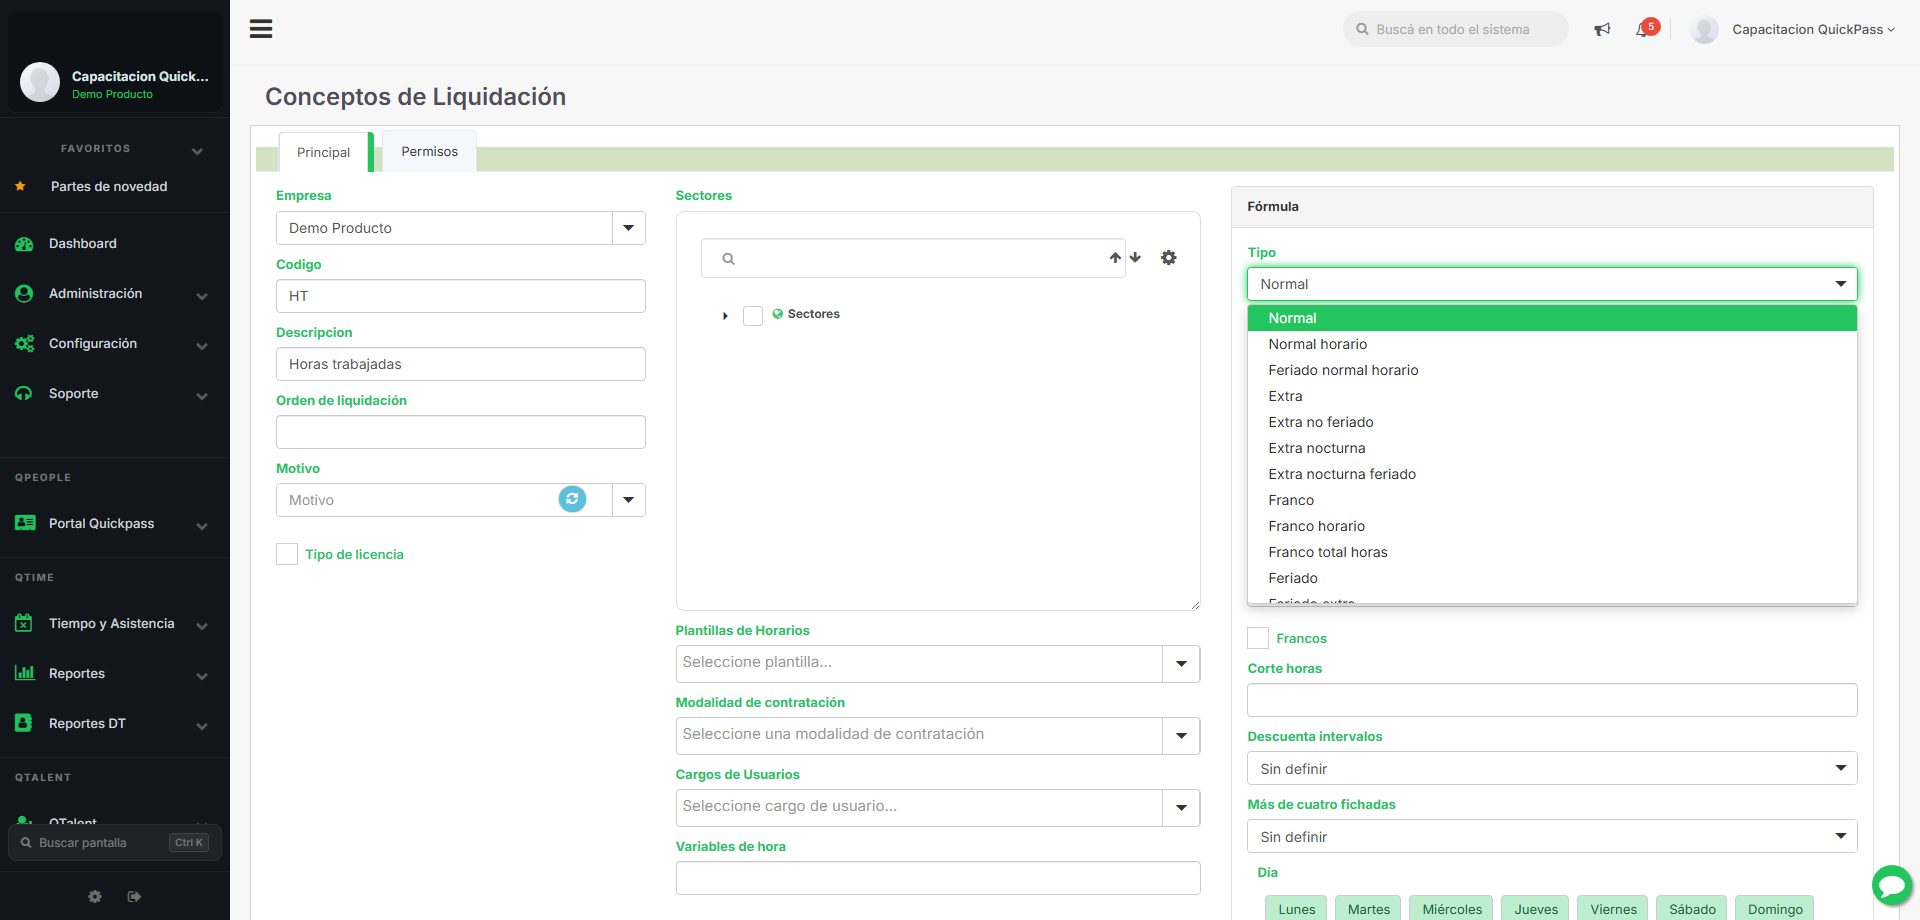 Capacitacion Quick...
Demo Producto
FAVORITOS
Partes de novedad
Dashboard
Administración
Configuración
Soporte
QPEOPLE
Portal Quickpass
QTIME
Tiempo y Asistencia
Reportes
Reportes DT
QTALENT
QTalent
Buscar pantalla
Ctrl K
Buscá en todo el sistema
5
Capacitacion QuickPass
Conceptos de Liquidación
Principal
Permisos
Empresa
Demo Producto
Codigo
HT
Descripcion
Horas trabajadas
Orden de liquidación
Motivo
Motivo
Tipo de licencia
Sectores
Sectores
Plantillas de Horarios
Seleccione plantilla...
Modalidad de contratación
Seleccione una modalidad de contratación
Cargos de Usuarios
Seleccione cargo de usuario...
Variables de hora
Fórmula
Tipo
Normal
Normal
Normal horario
Feriado normal horario
Extra
Extra no feriado
Extra nocturna
Extra nocturna feriado
Franco
Franco horario
Franco total horas
Feriado
Feriado extra
Francos
Corte horas
Descuenta intervalos
Sin definir
Más de cuatro fichadas
Sin definir
Día
Lunes Martes Miércoles Jueves Viernes Sábado Domingo